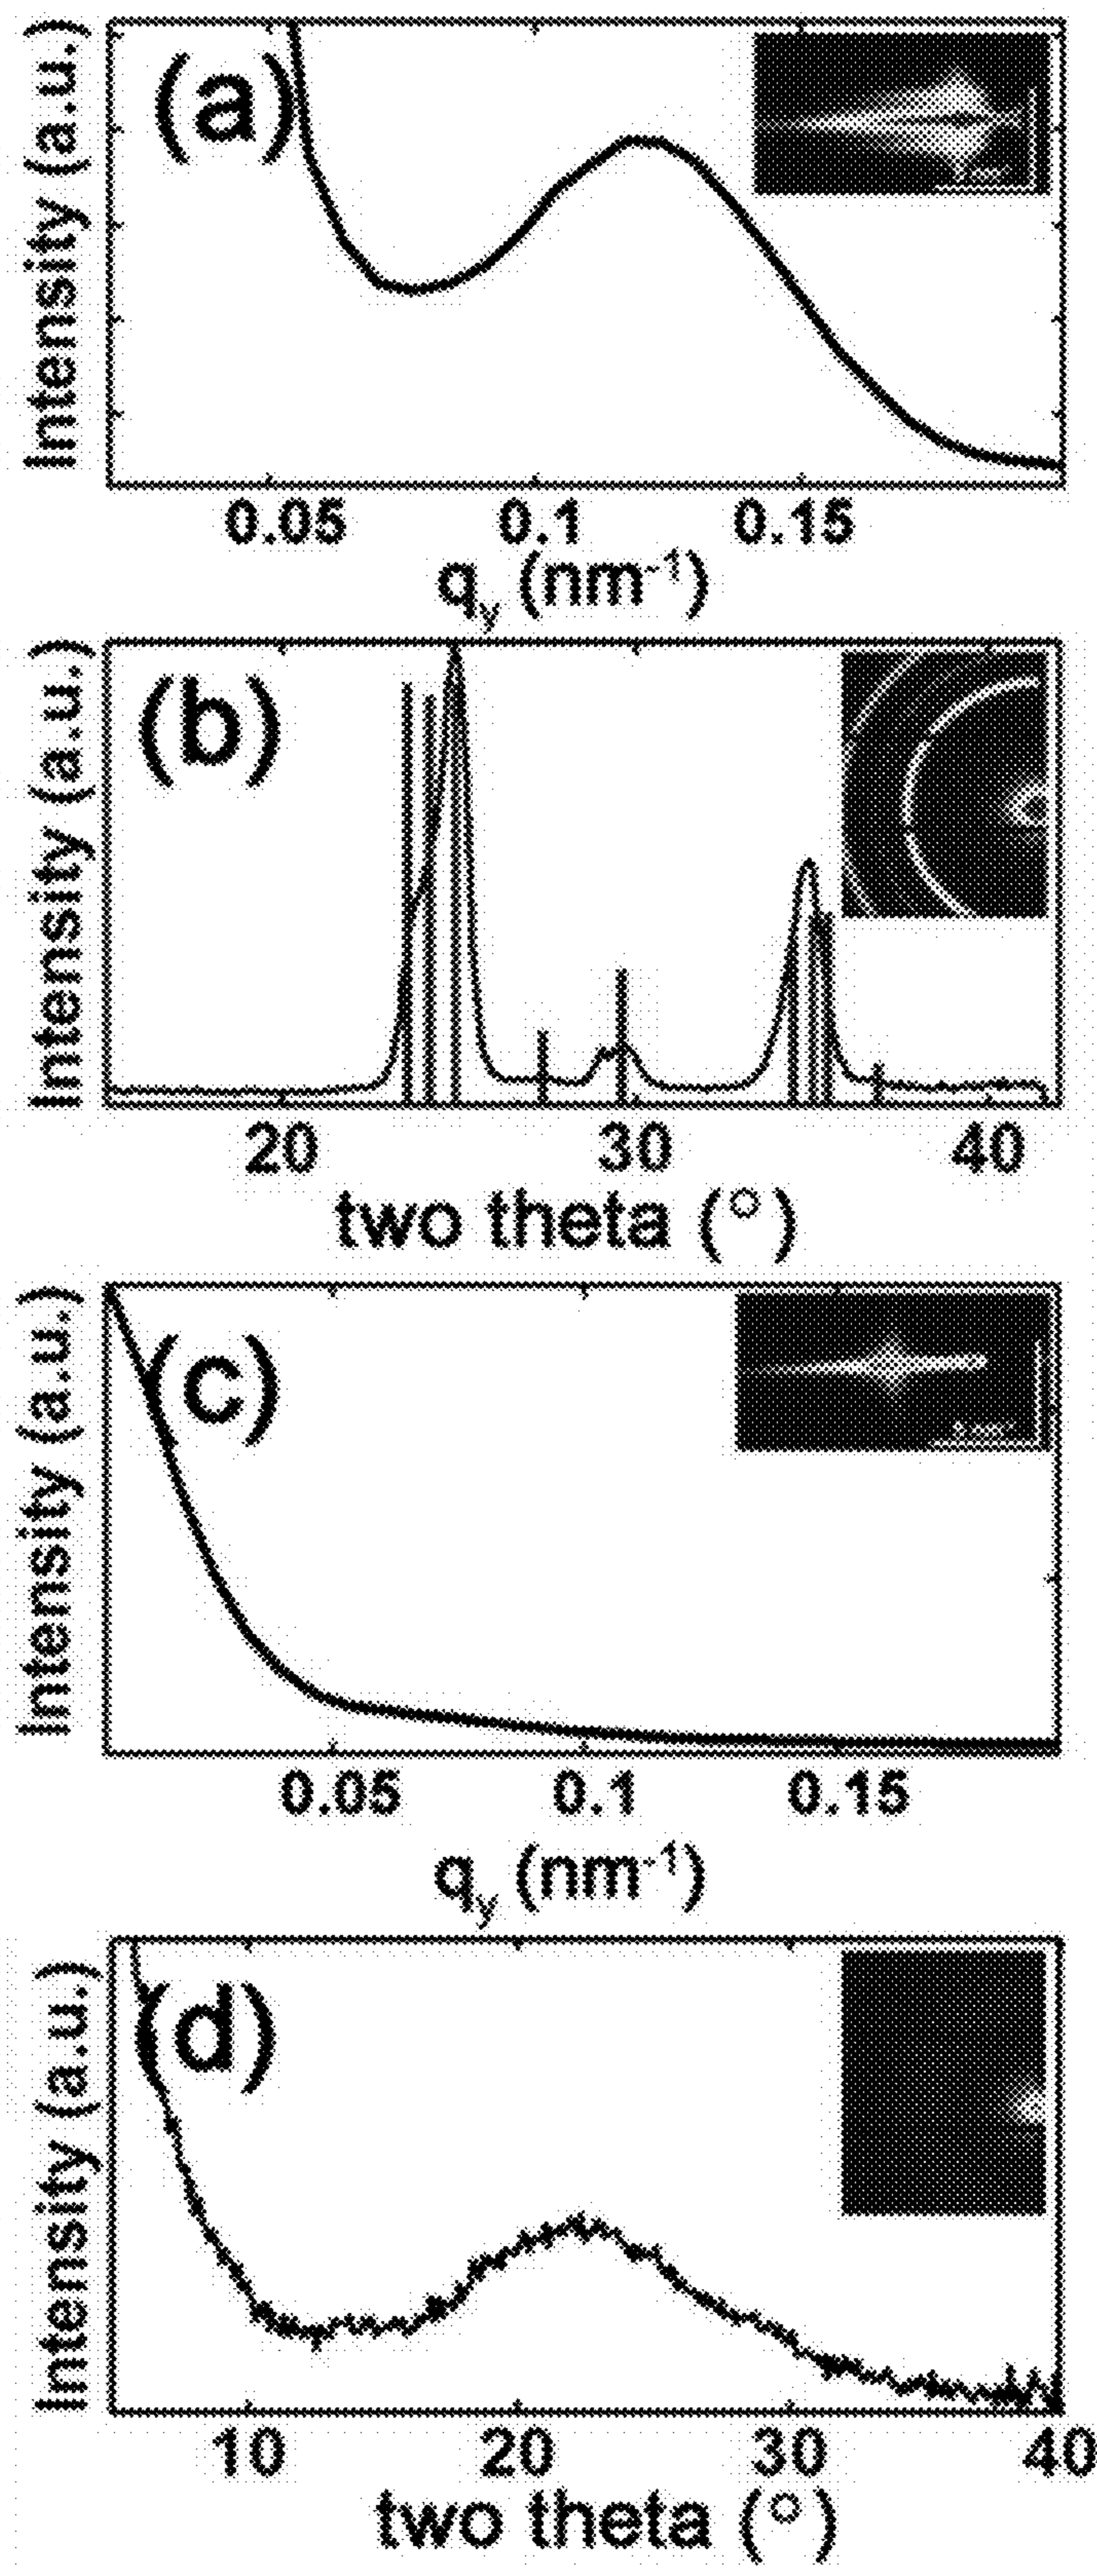 (a)
Intensity (a.u.)
0.05 0.1 0.15
qy (nm-1)
(b)
Intensity (a.u.)
20 30 40
two theta (°)
(c)
Intensity (a.u.)
0.05 0.1 0.15
qy (nm-1)
(d)
Intensity (a.u.)
10 20 30 40
two theta (°)